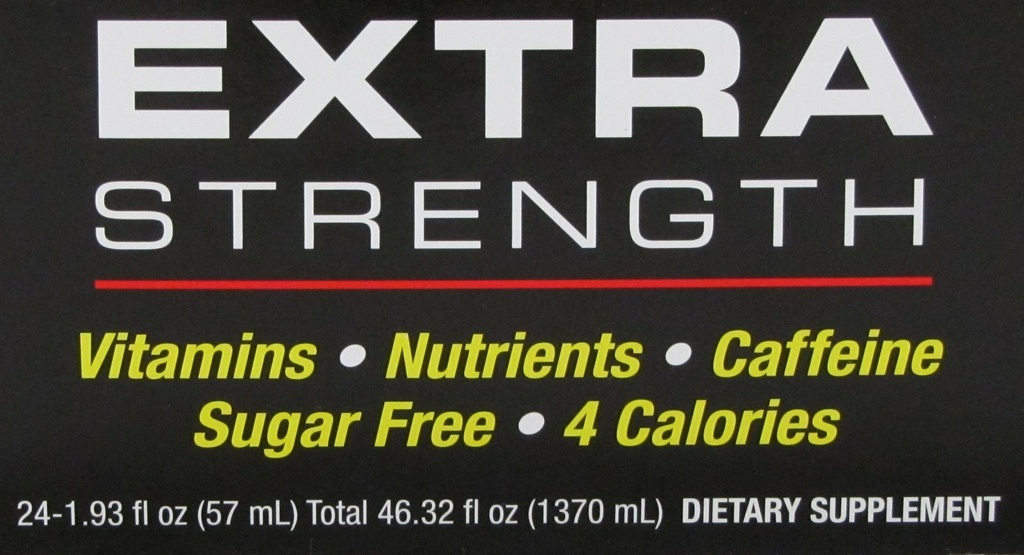 EXTRA
STRENGTH
Vitamins • Nutrients • Caffeine
Sugar Free • 4 Calories
24-1.93 fl oz (57 mL) Total 46.32 fl oz (1370 mL) DIETARY SUPPLEMENT